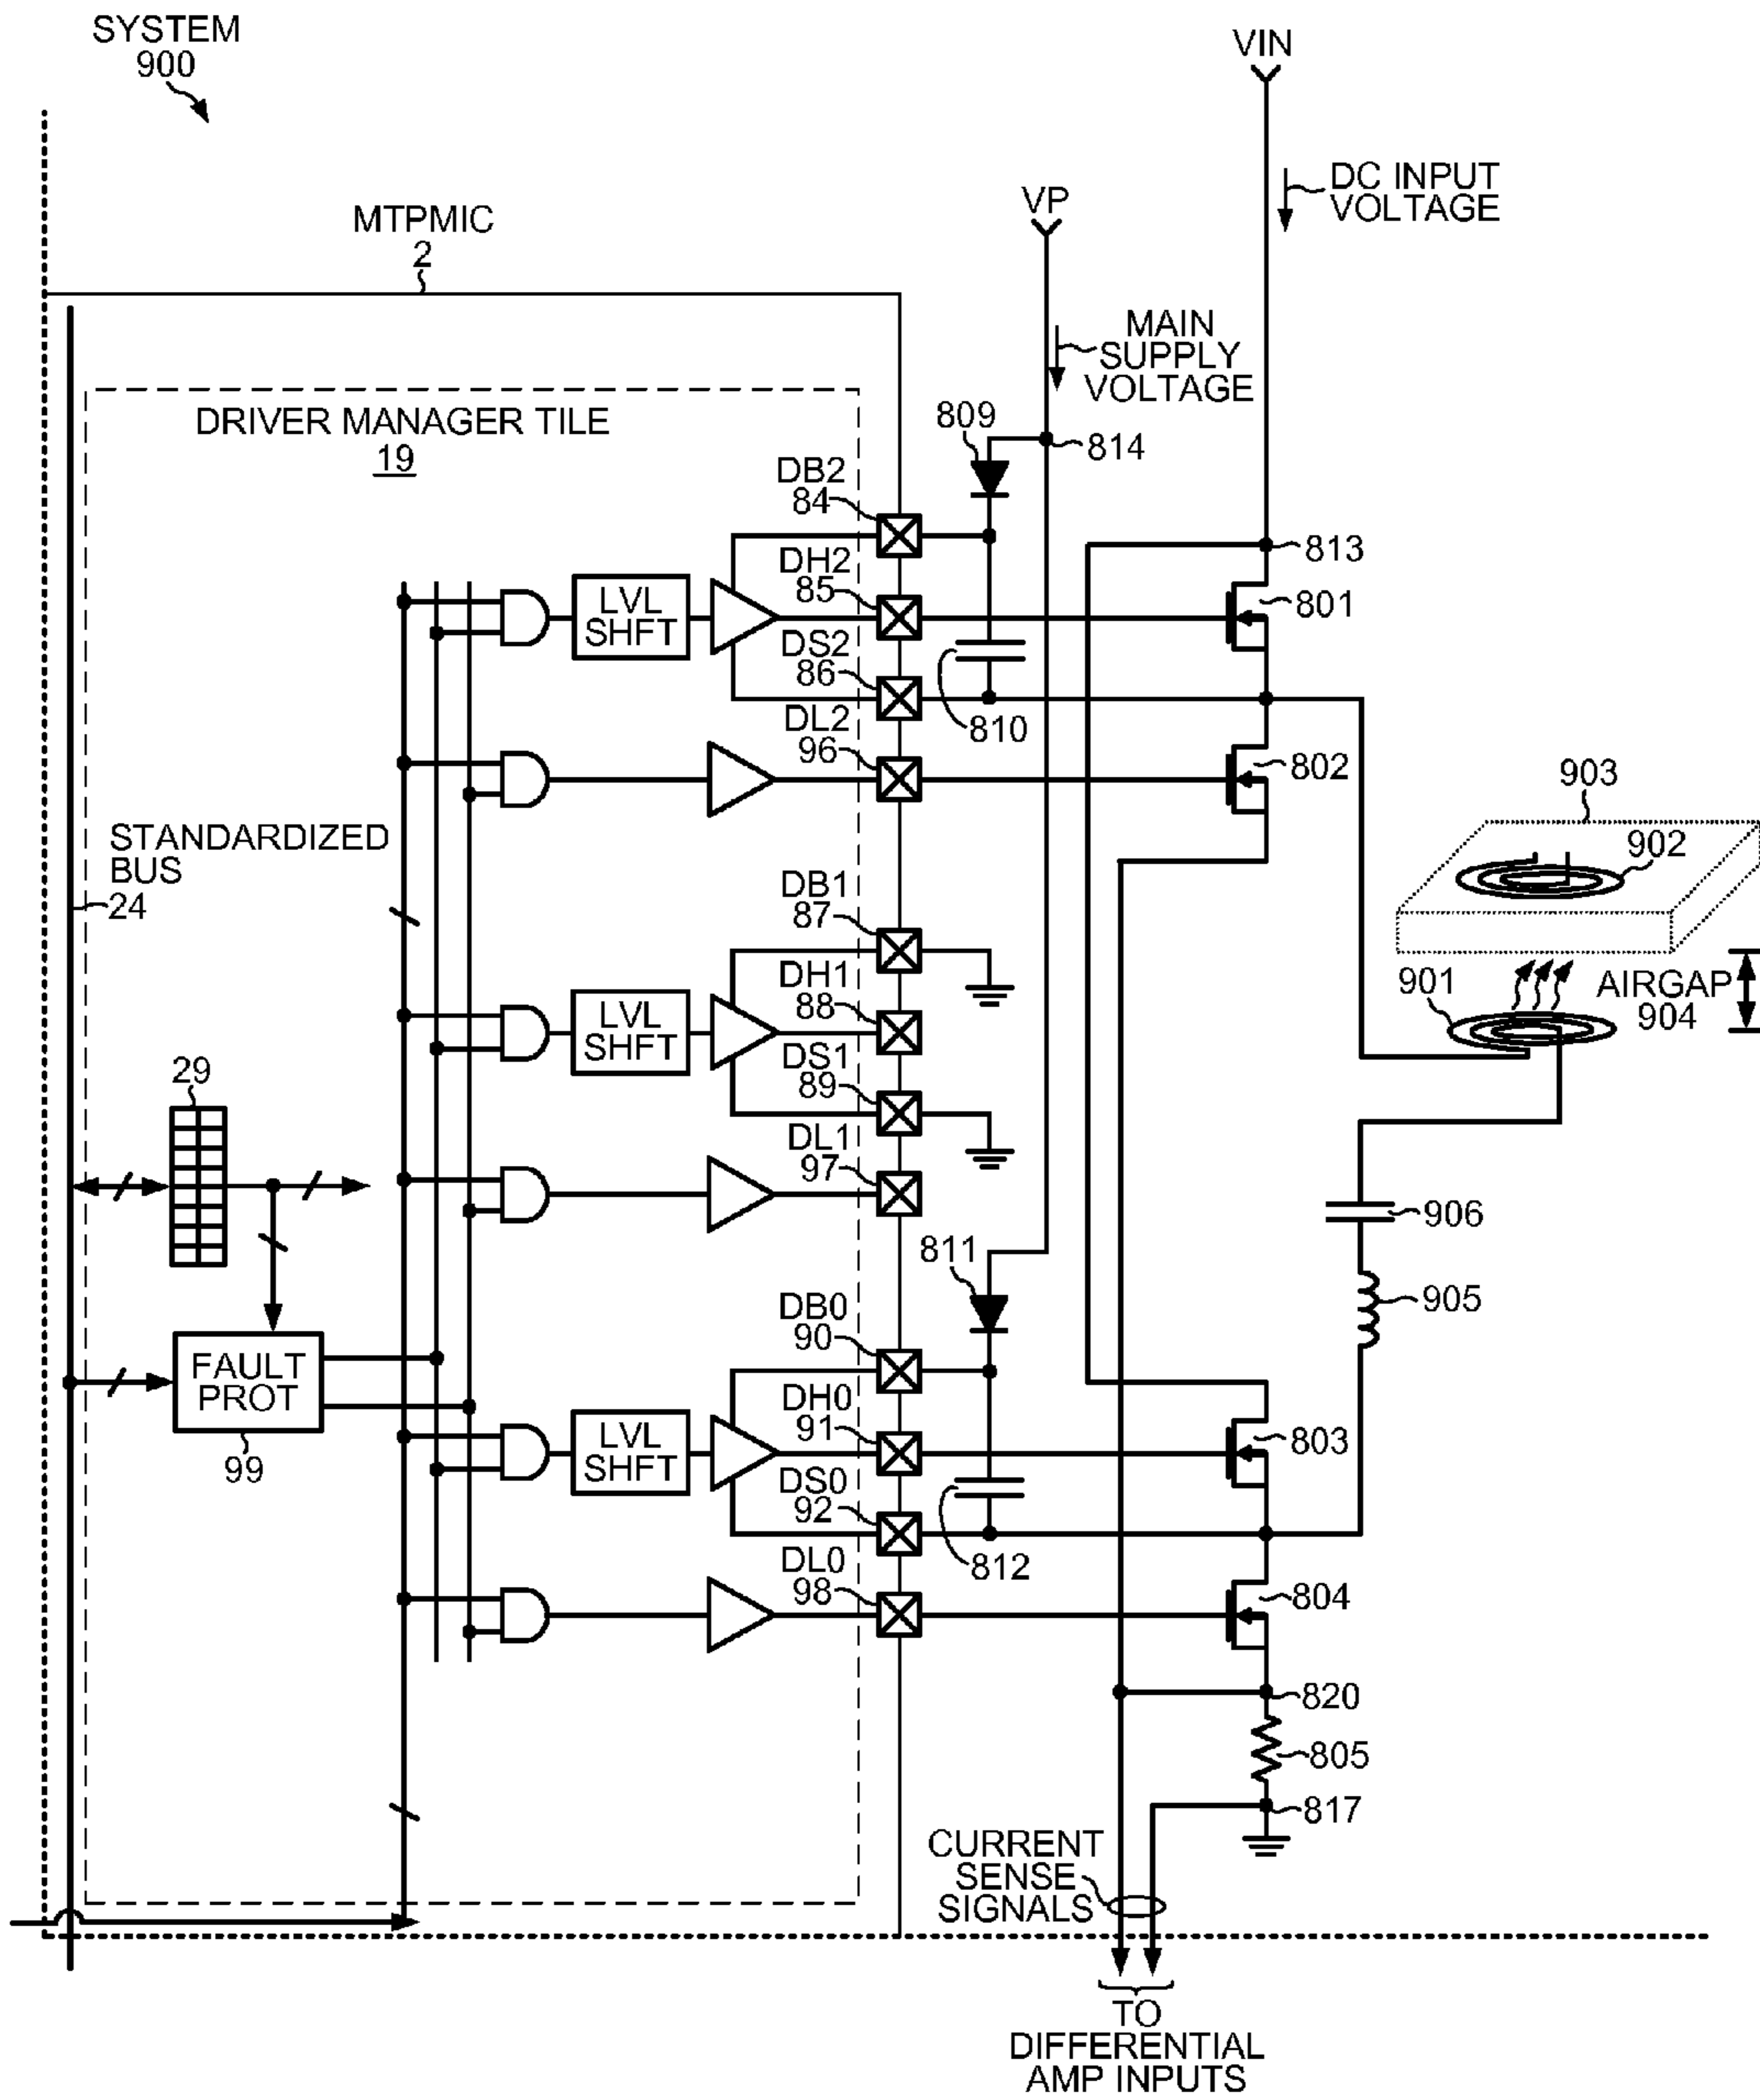 SYSTEM
900
VIN
DC INPUT
VOLTAGE
VP
MTPMIC
2
MAIN
SUPPLY
VOLTAGE
DRIVER MANAGER TILE
19
809
814
DB2
84
813
DH2
85
LVL
SHFT
801
DS2
86
810
DL2
96
802
903
902
STANDARDIZED
BUS
24
DB1
87
DH1
88
LVL
SHFT
901
AIRGAP
904
DS1
89
29
DL1
97
906
811
905
DB0
90
FAULT
PROT
99
DH0
91
LVL
SHFT
803
DS0
92
812
DL0
98
804
820
805
817
CURRENT
SENSE
SIGNALS
TO
DIFFERENTIAL
AMP INPUTS